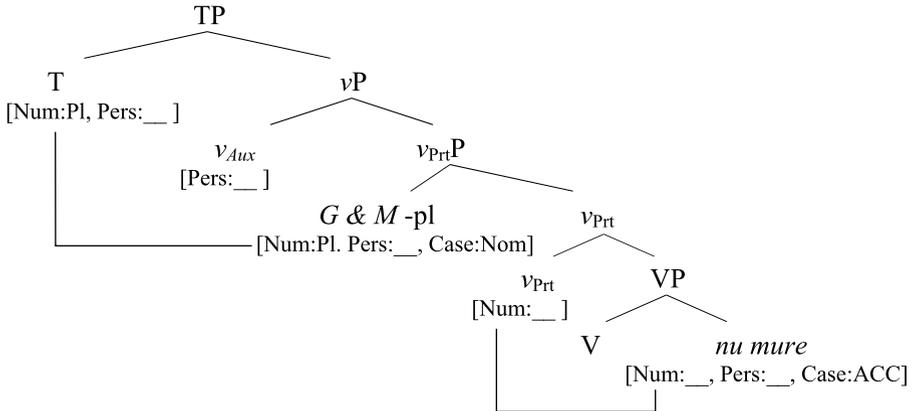 TP
T vP
[Num:Pl, Pers:__ ]
vAux vPrtP
[Pers:__ ]
G & M -pl vPrt
[Num:Pl. Pers:__, Case:Nom]
vPrt VP
[Num:__ ]
V nu mure
[Num:__, Pers:__, Case:ACC]